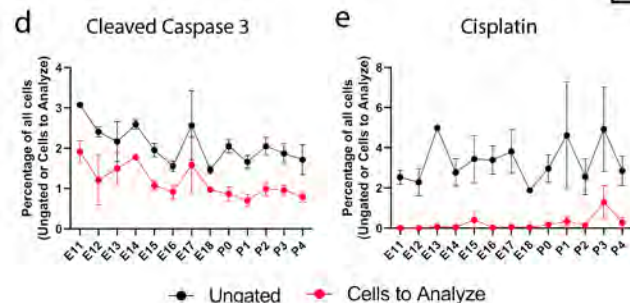 d Cleaved Caspase 3
Percentage of all cells
(Ungated or Cells to Analyze)
4
3
2
1
0
E11 E12 E13 E14 E15 E16 E17 E18 P0 P1 P2 P3 P4
e Cisplatin
Percentage of all cells
(Ungated or Cells to Analyze)
8
6
4
2
0
E11 E12 E13 E14 E15 E16 E17 E18 P0 P1 P2 P3 P4
Ungated Cells to Analyze